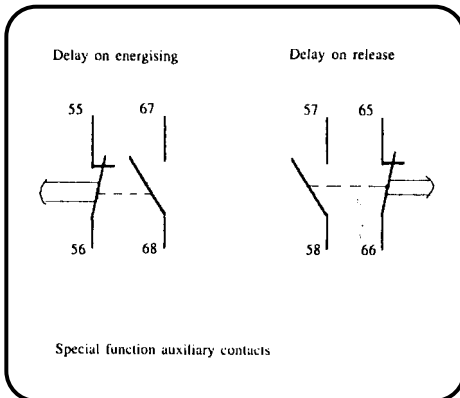 Delay on energising Delay on release
55 67 57 65
56 68 58 66
Special function auxiliary contacts